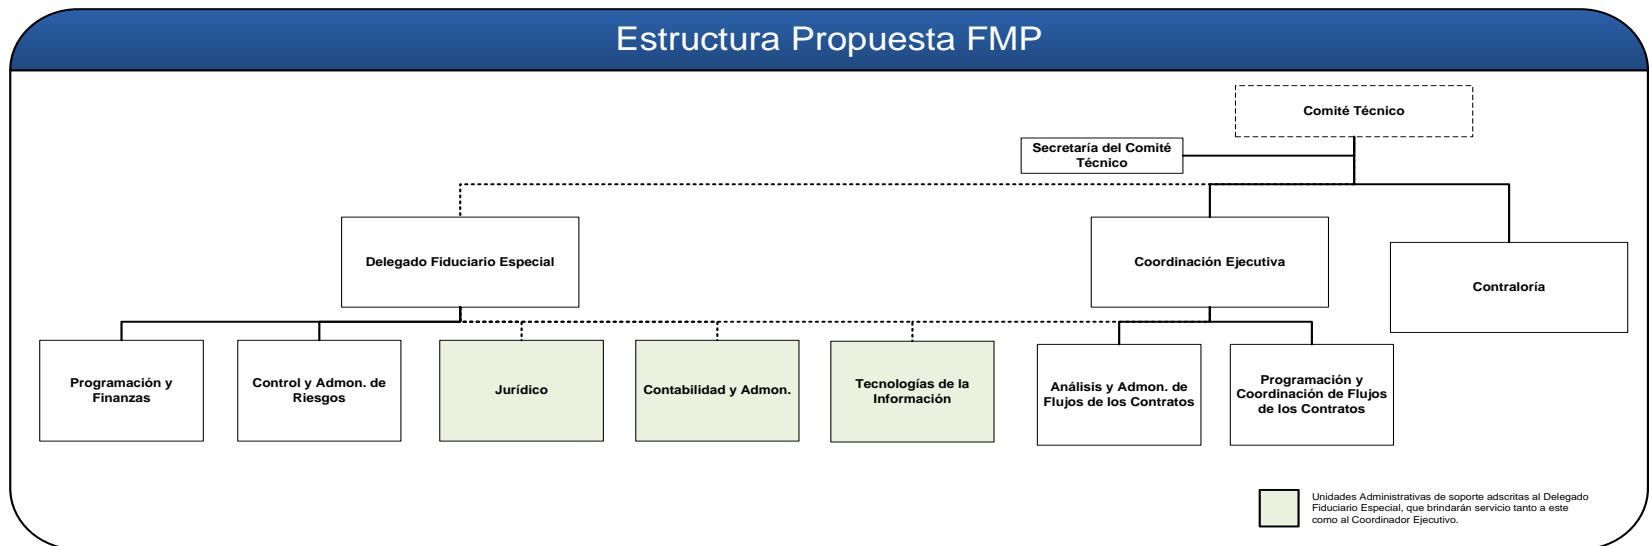 Estructura Propuesta FMP
Comité Técnico
Secretaría del Comité
Técnico
Delegado Fiduciario Especial
Coordinación Ejecutiva
Contraloría
Programación y
Finanzas
Control y Admon. de
Riesgos
Jurídico
Contabilidad y Admon.
Tecnologías de la
Información
Análisis y Admon. de
Flujos de los Contratos
Programación y
Coordinación de Flujos
de los Contratos
Unidades Administrativas de soporte adscritas al Delegado
Fiduciario Especial, que brindarán servicio tanto a este
como al Coordinador Ejecutivo.